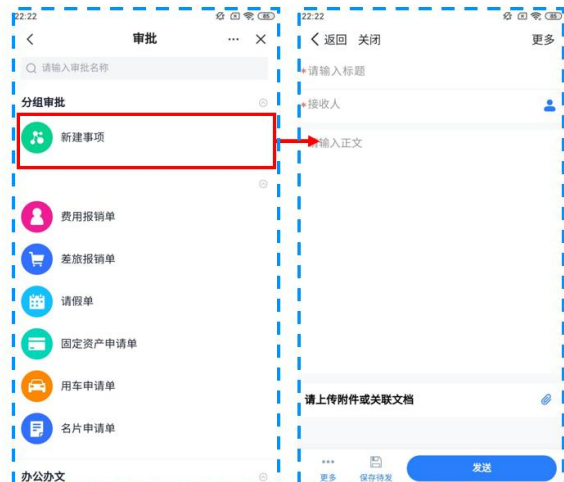 22:22
85
审批
请输入审批名称
分组审批
新建事项
费用报销单
差旅报销单
请假单
固定资产申请单
用车申请单
名片申请单
办公办文
22:22
85
返回 关闭 更多
*请输入标题
*接收人
请输入正文
请上传附件或关联文档
更多 保存待发 发送